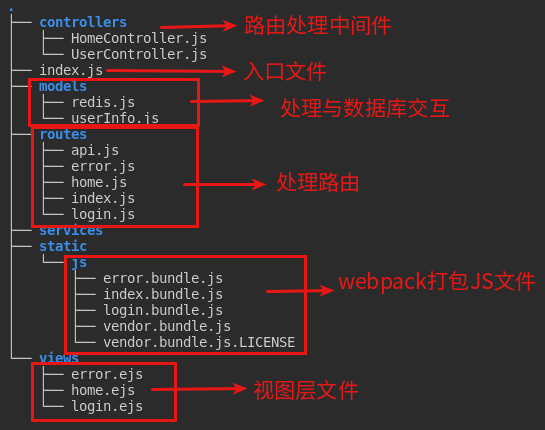 .
├── controllers
│   ├── HomeController.js
│   └── UserController.js
├── index.js
├── models
│   ├── redis.js
│   └── userInfo.js
├── routes
│   ├── api.js
│   ├── error.js
│   ├── home.js
│   ├── index.js
│   └── login.js
├── services
├── static
│   └── js
│       ├── error.bundle.js
│       ├── index.bundle.js
│       ├── login.bundle.js
│       ├── vendor.bundle.js
│       └── vendor.bundle.js.LICENSE
└── views
    ├── error.ejs
    ├── home.ejs
    └── login.ejs
路由处理中间件
入口文件
处理与数据库交互
处理路由
webpack打包JS文件
视图层文件